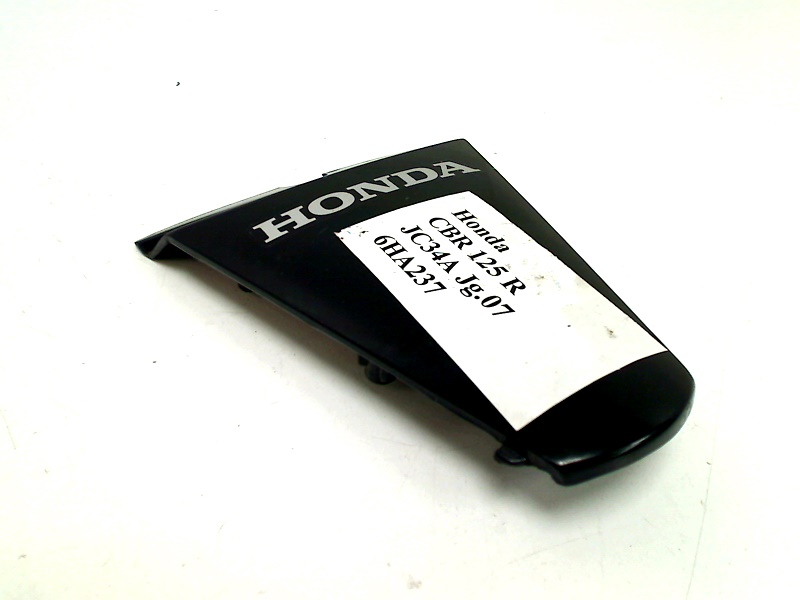 HONDA
Honda
CBR 125 R
JC34A Jg.07
6HA237